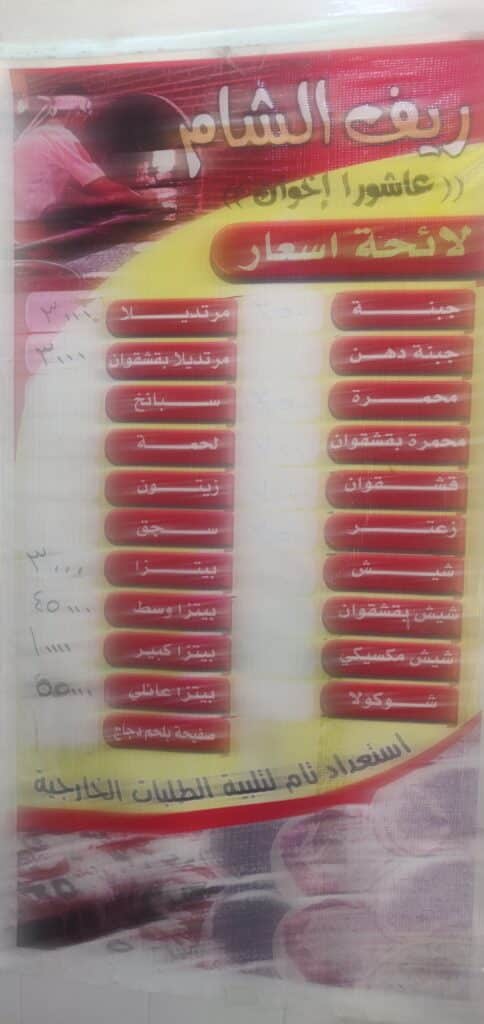 ريف الشام
(( عاشورا إخوان ))
لائحة اسعار
جبنة
جبنة دهن
محمرة
محمرة بقشقوان
قشقوان
زعتر
شيش
شيش بقشقوان
شيش مكسيكي
شوكولا
مرتديلا
مرتديلا بقشقوان ٣٠٠٠
سبانخ
لحمة
زيتون
سجق
بيتزا
بيتزا وسط
بيتزا كبير
بيتزا عائلي
صفيحة بلحم دجاج
استعداد تام لتلبية الطلبات الخارجية